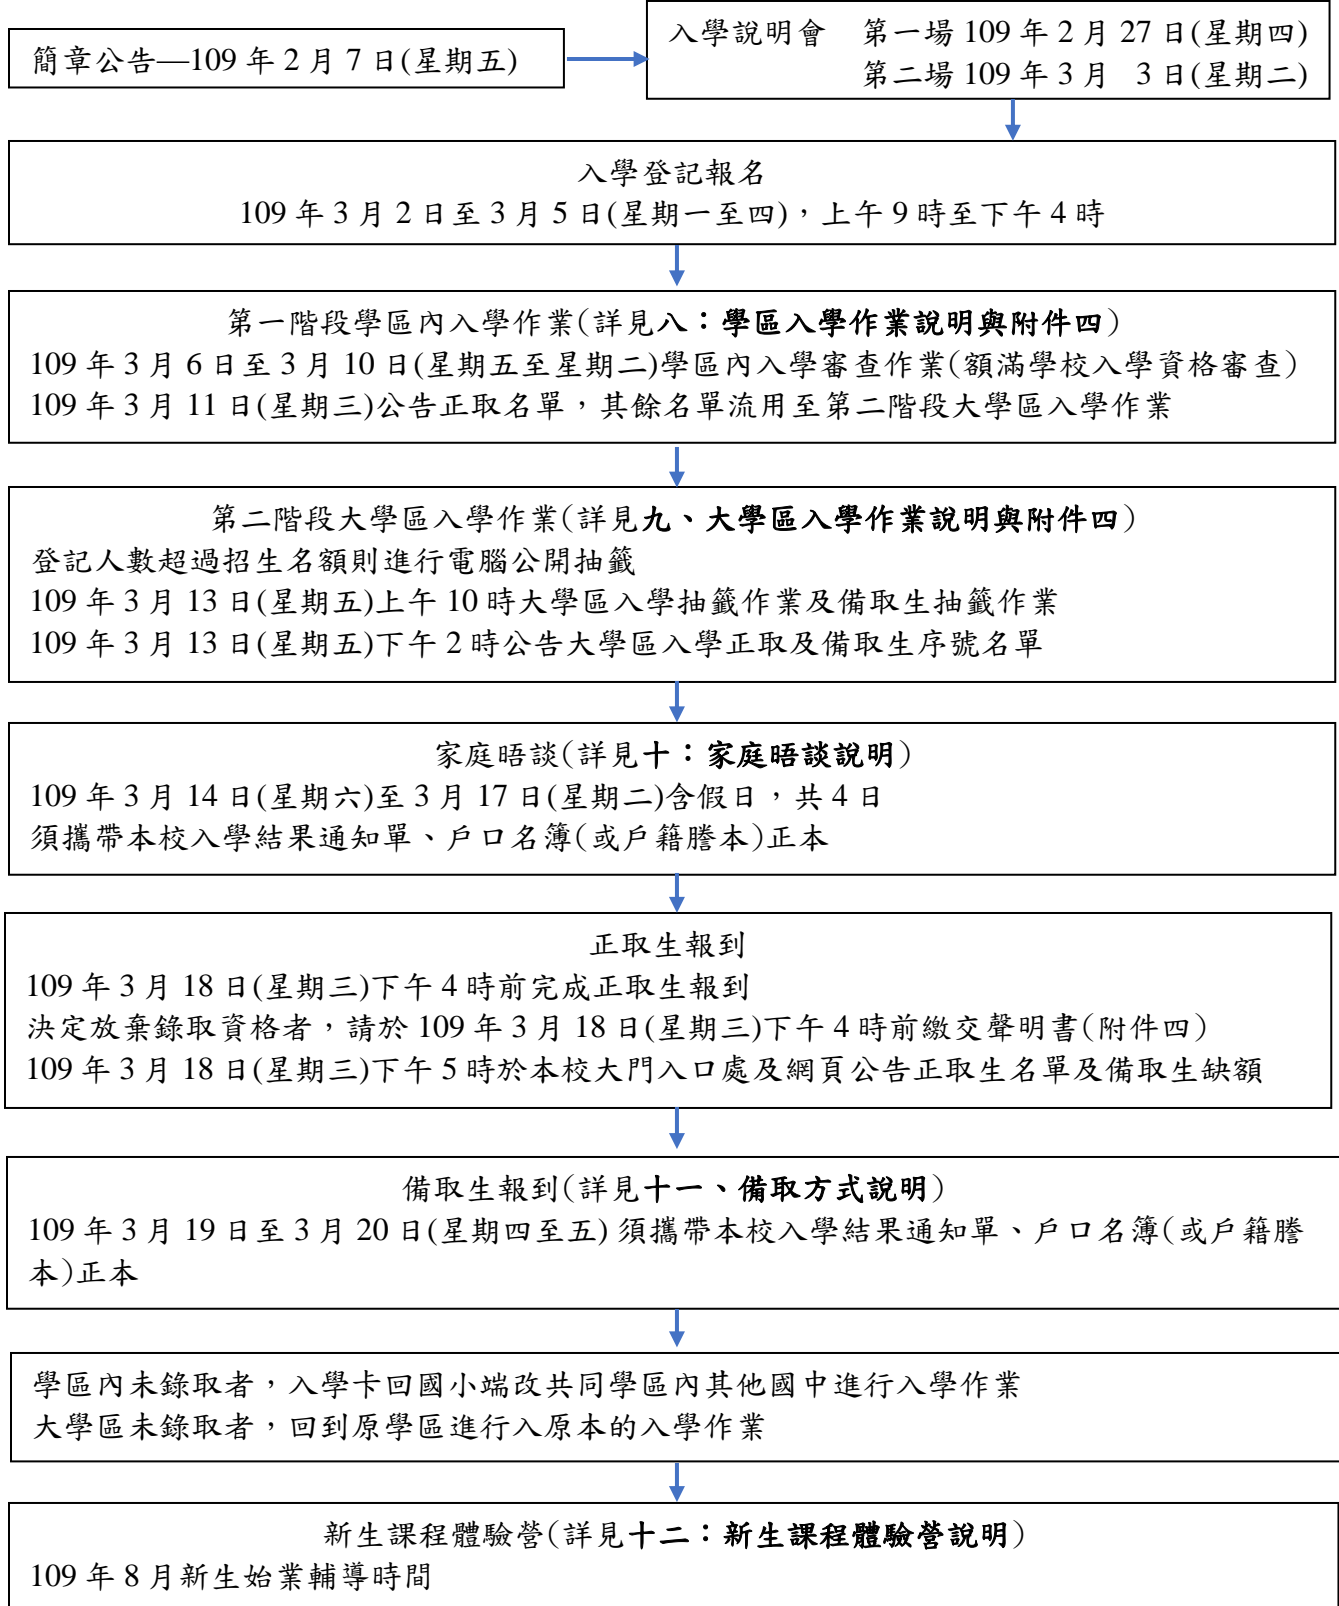 簡章公告—109 年 2 月 7 日(星期五)
入學說明會 第一場 109 年 2 月 27 日(星期四)
第二場 109 年 3 月 3 日(星期二)
入學登記報名
109 年 3 月 2 日至 3 月 5 日(星期一至四)，上午 9 時至下午 4 時
第一階段學區內入學作業(詳見八：學區入學作業說明與附件四)
109 年 3 月 6 日至 3 月 10 日(星期五至星期二)學區內入學審查作業(額滿學校入學資格審查)
109 年 3 月 11 日(星期三)公告正取名單，其餘名單流用至第二階段大學區入學作業
第二階段大學區入學作業(詳見九、大學區入學作業說明與附件四)
登記人數超過招生名額則進行電腦公開抽籤
109 年 3 月 13 日(星期五)上午 10 時大學區入學抽籤作業及備取生抽籤作業
109 年 3 月 13 日(星期五)下午 2 時公告大學區入學正取及備取生序號名單
家庭晤談(詳見十：家庭晤談說明)
109 年 3 月 14 日(星期六)至 3 月 17 日(星期二)含假日，共 4 日
須攜帶本校入學結果通知單、戶口名簿(或戶籍謄本)正本
正取生報到
109 年 3 月 18 日(星期三)下午 4 時前完成正取生報到
決定放棄錄取資格者，請於 109 年 3 月 18 日(星期三)下午 4 時前繳交聲明書(附件四)
109 年 3 月 18 日(星期三)下午 5 時於本校大門入口處及網頁公告正取生名單及備取生缺額
備取生報到(詳見十一、備取方式說明)
109 年 3 月 19 日至 3 月 20 日(星期四至五) 須攜帶本校入學結果通知單、戶口名簿(或戶籍謄
本)正本
學區內未錄取者，入學卡回國小端改共同學區內其他國中進行入學作業
大學區未錄取者，回到原學區進行入原本的入學作業
新生課程體驗營(詳見十二：新生課程體驗營說明)
109 年 8 月新生始業輔導時間